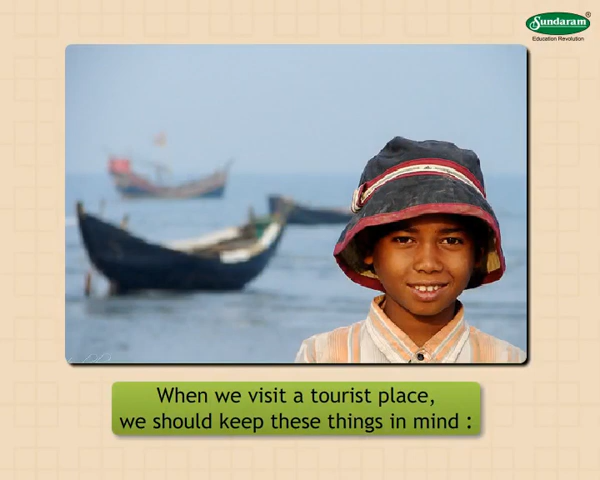 Sundaram
Education Revolution
When we visit a tourist place,
we should keep these things in mind :